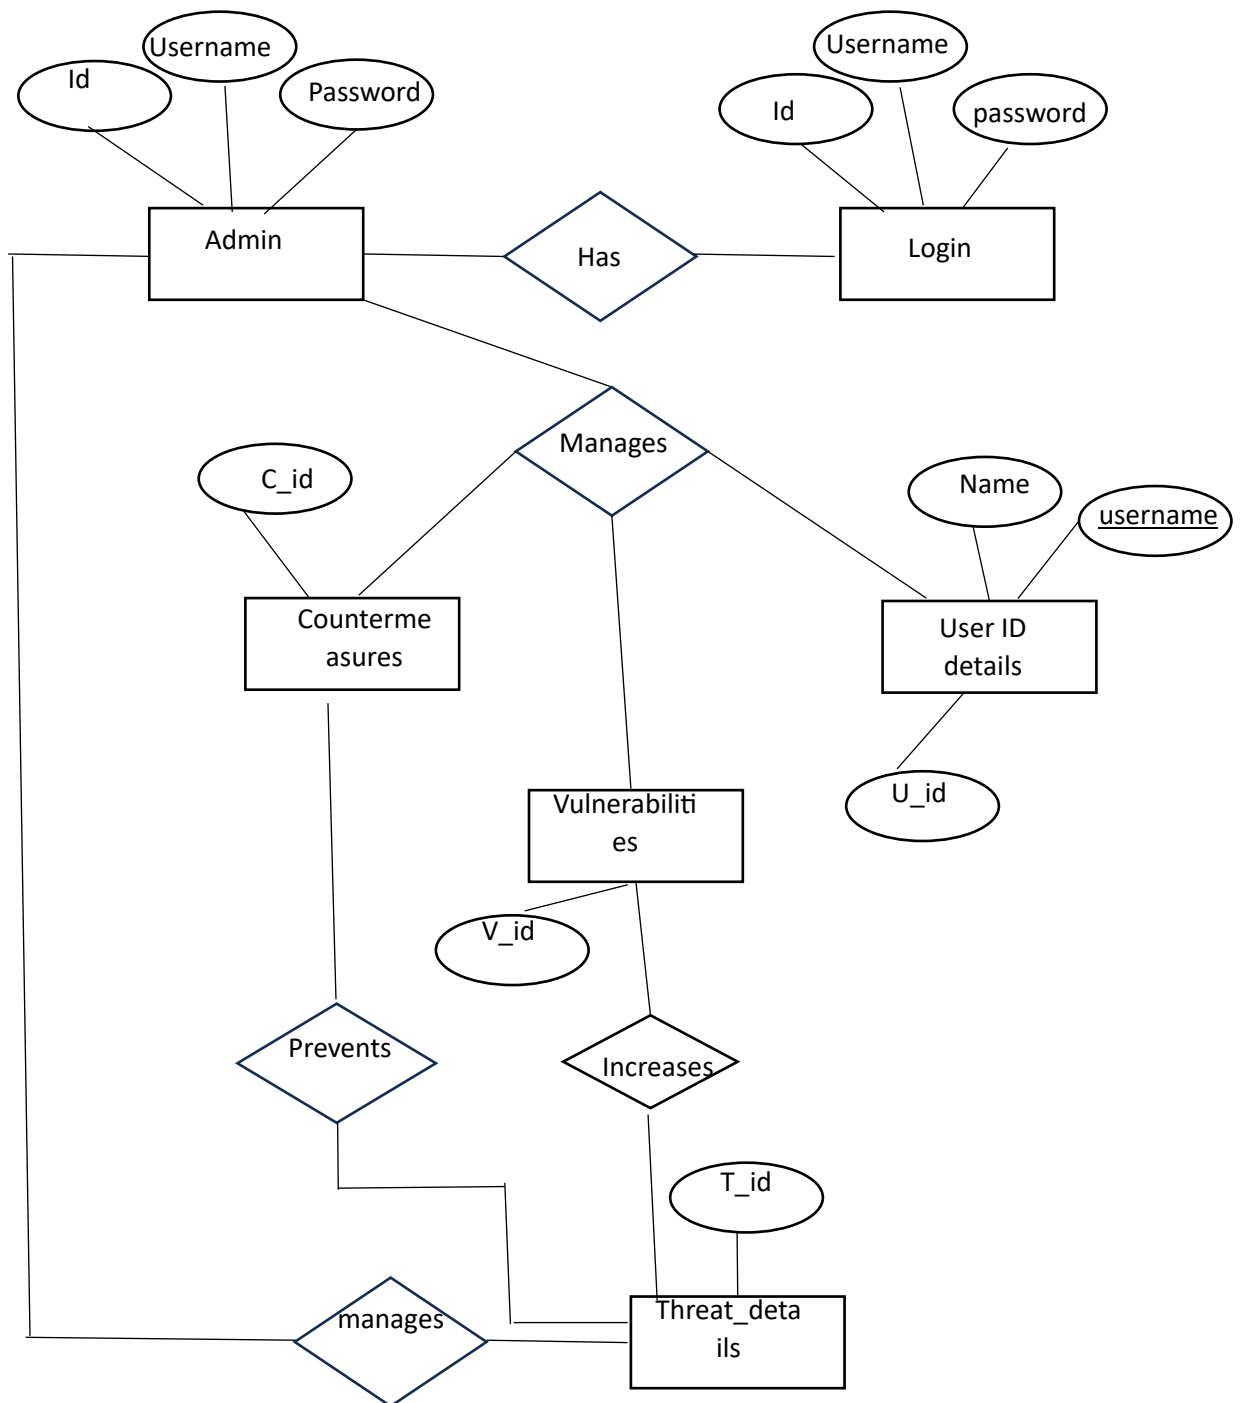 Username
Id
Password
Username
Id
password
Admin
Has
Login
Manages
C_id
Name
username
Counterme
asures
User ID
details
Vulnerabiliti
es
U_id
V_id
Prevents
Increases
T_id
manages
Threat_deta
ils